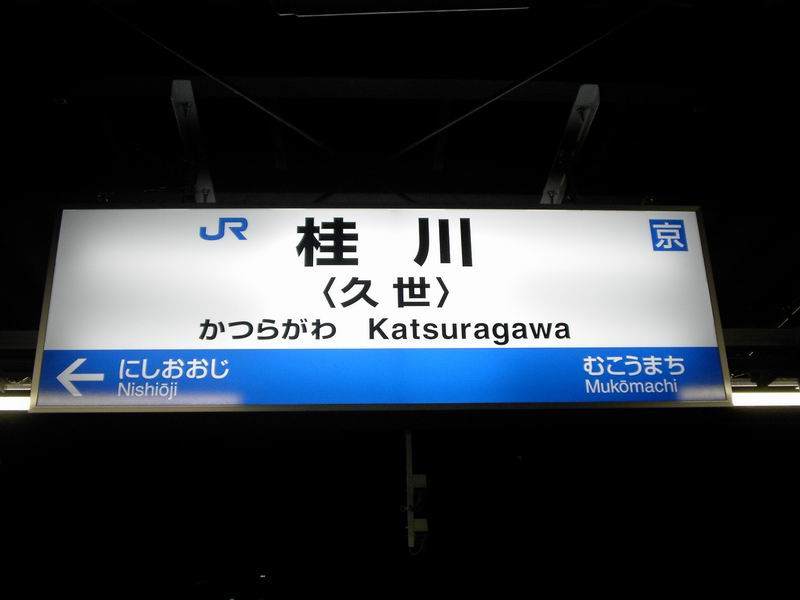 JR 桂川 京
〈久世〉
かつらがわ Katsuragawa
← にしおおじ むこうまち
Nishiōji Mukōmachi